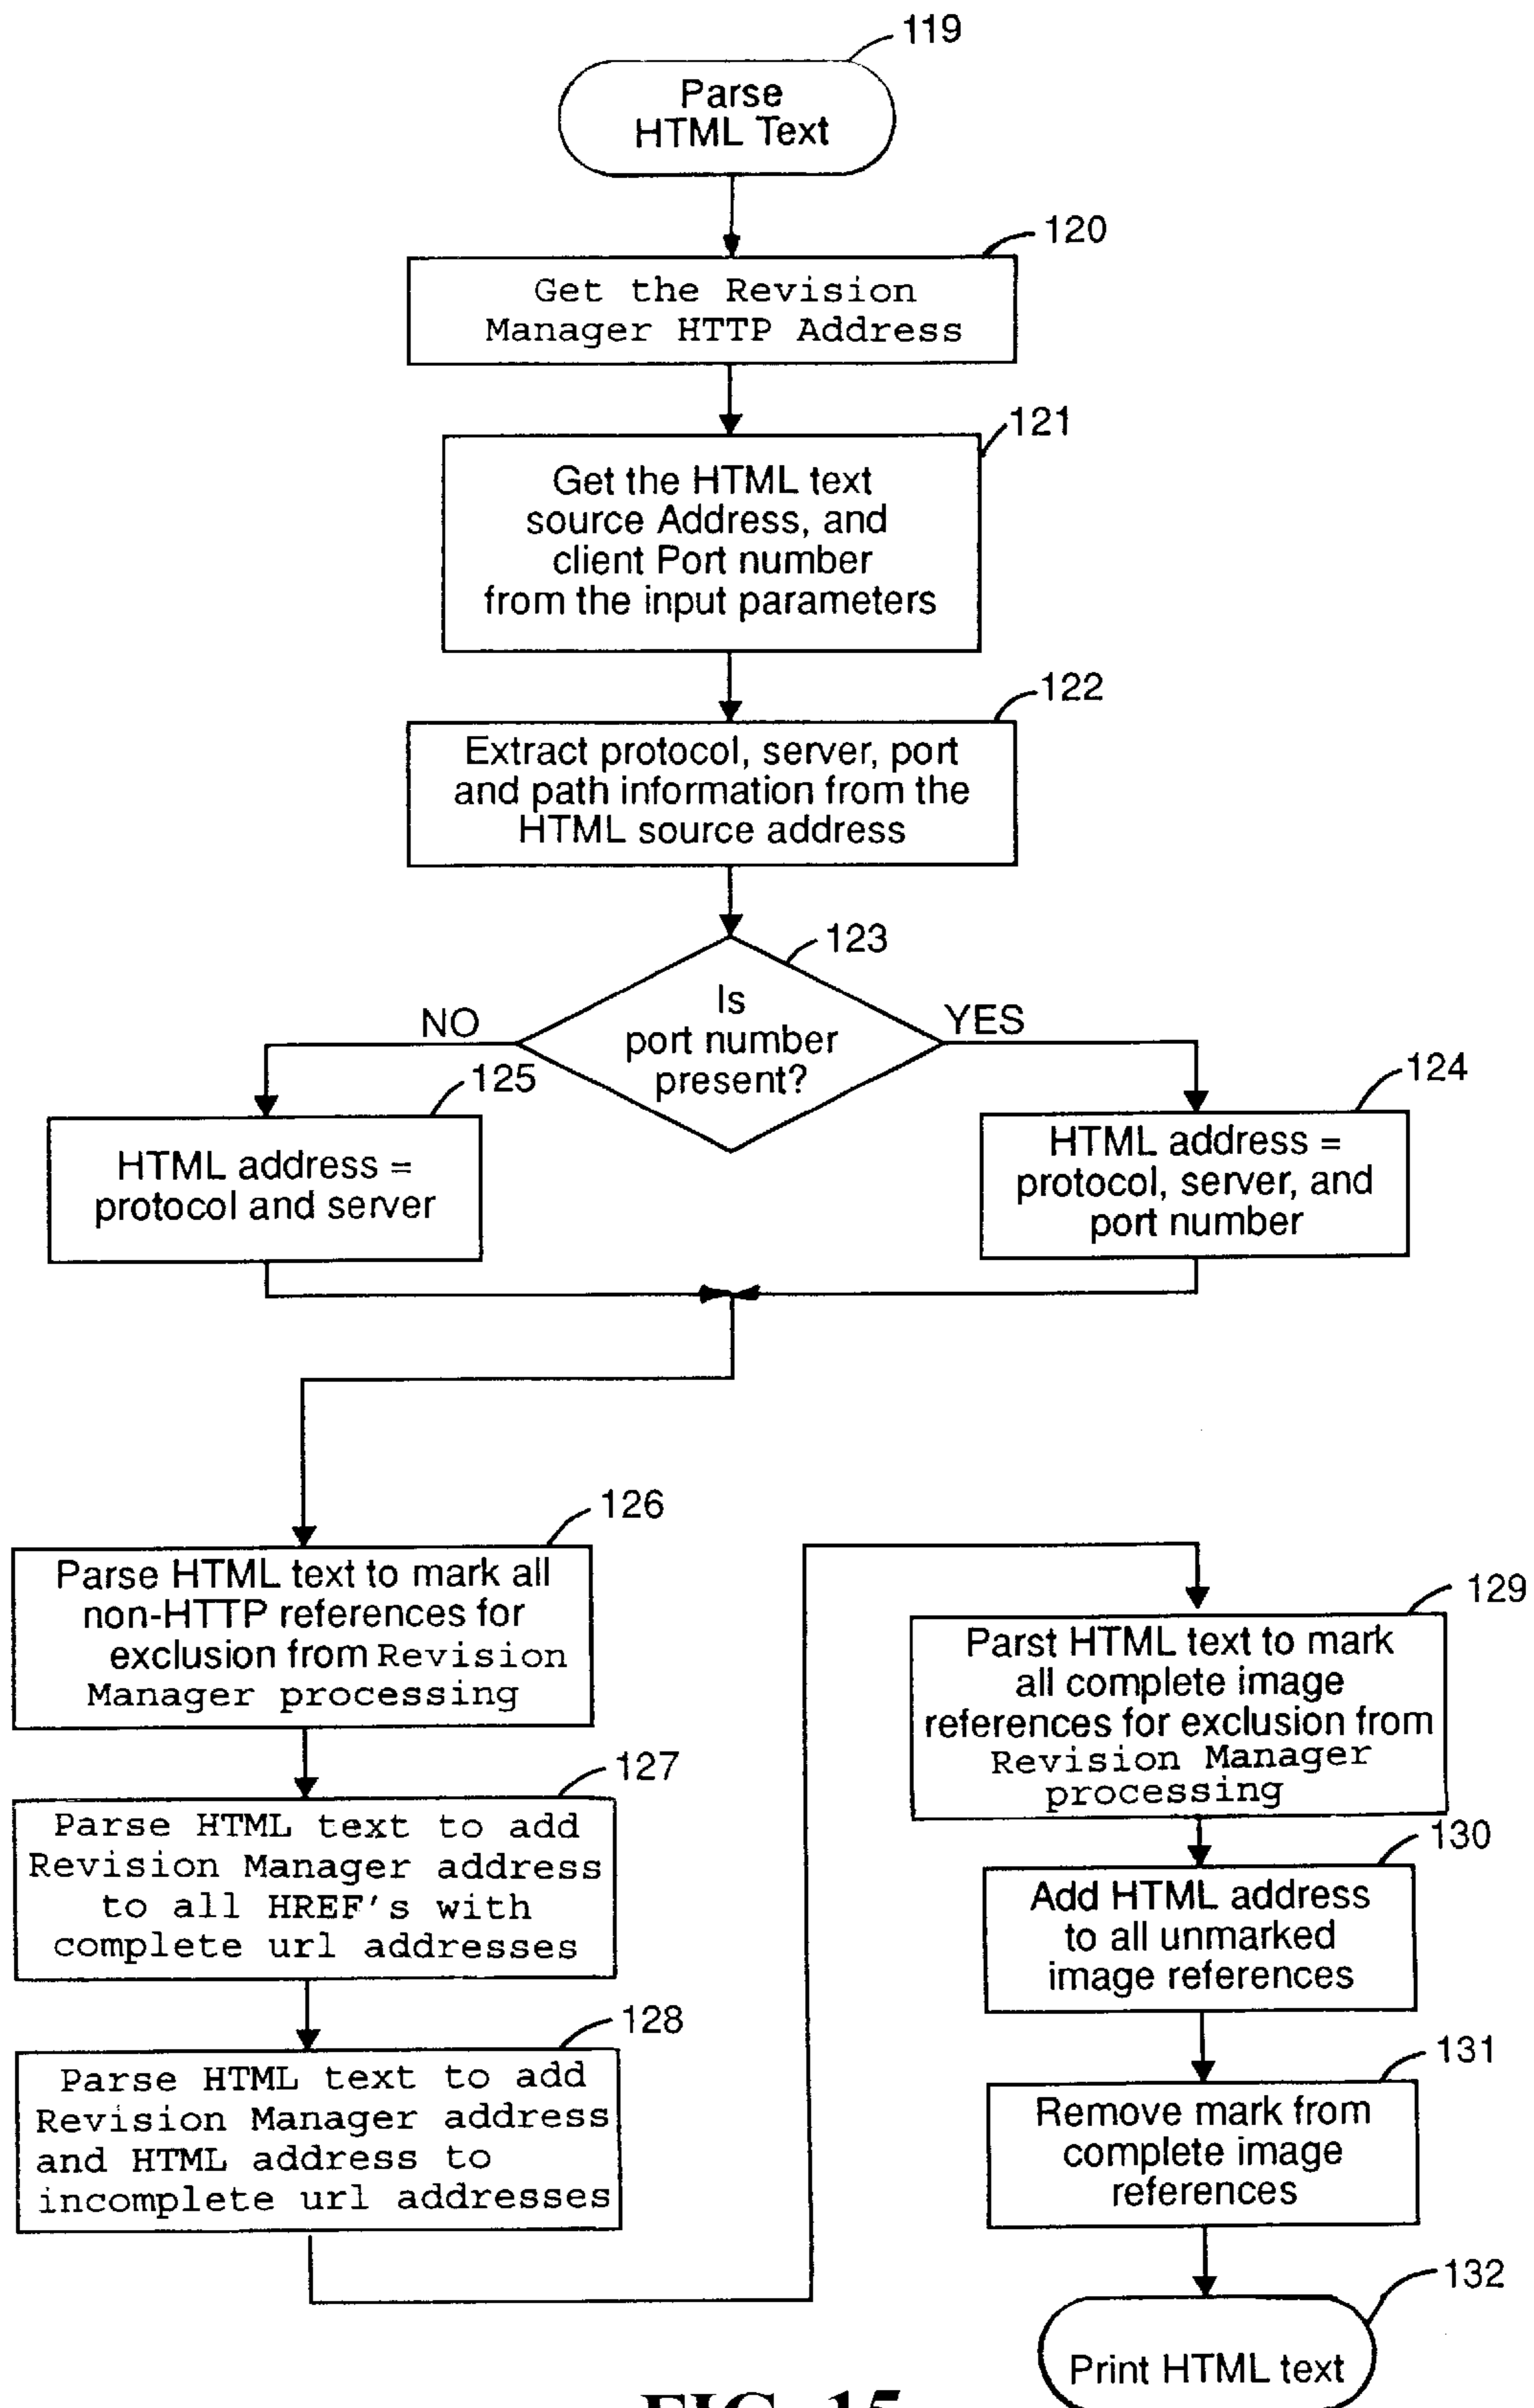 119
Parse
HTML Text
120
Get the Revision
Manager HTTP Address
121
Get the HTML text
source Address, and
client Port number
from the input parameters
122
Extract protocol, server, port
and path information from the
HTML source address
123
Is
port number
present?
NO
YES
125
HTML address =
protocol and server
124
HTML address =
protocol, server, and
port number
126
Parse HTML text to mark all
non-HTTP references for
exclusion from Revision
Manager processing
127
Parse HTML text to add
Revision Manager address
to all HREF's with
complete url addresses
128
Parse HTML text to add
Revision Manager address
and HTML address to
incomplete url addresses
129
Parst HTML text to mark
all complete image
references for exclusion from
Revision Manager
processing
130
Add HTML address
to all unmarked
image references
131
Remove mark from
complete image
references
132
Print HTML text
FIG. 15